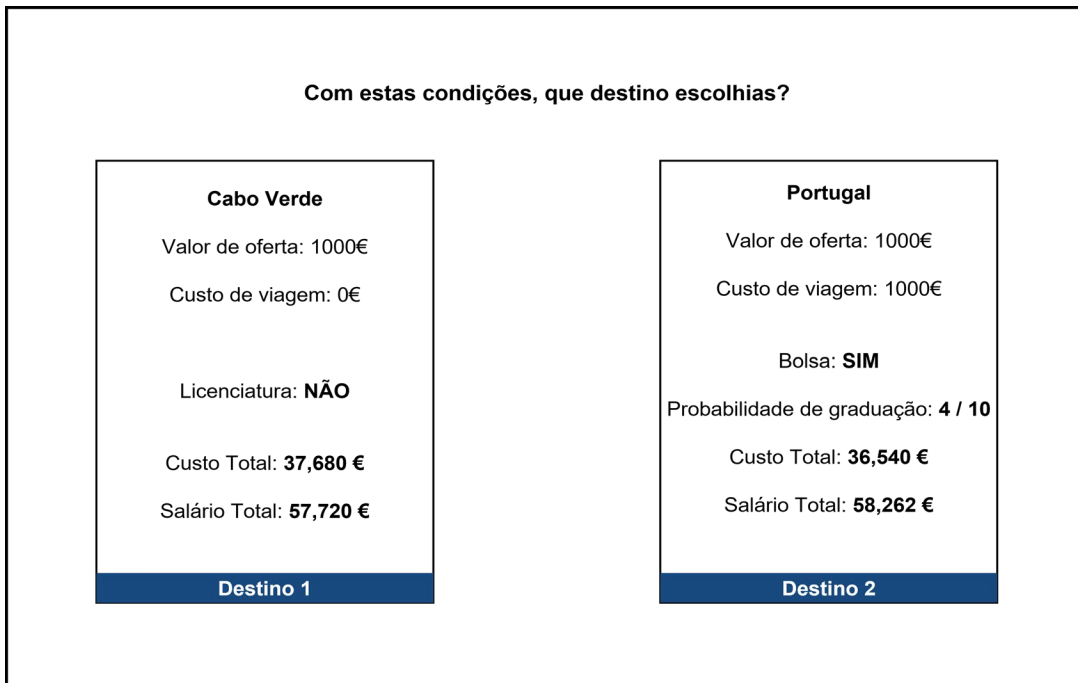 Com estas condições, que destino escolhias?
Cabo Verde
Valor de oferta: 1000€
Custo de viagem: 0€
Licenciatura: NÃO
Custo Total: 37,680 €
Salário Total: 57,720 €
Destino 1
Portugal
Valor de oferta: 1000€
Custo de viagem: 1000€
Bolsa: SIM
Probabilidade de graduação: 4 / 10
Custo Total: 36,540 €
Salário Total: 58,262 €
Destino 2